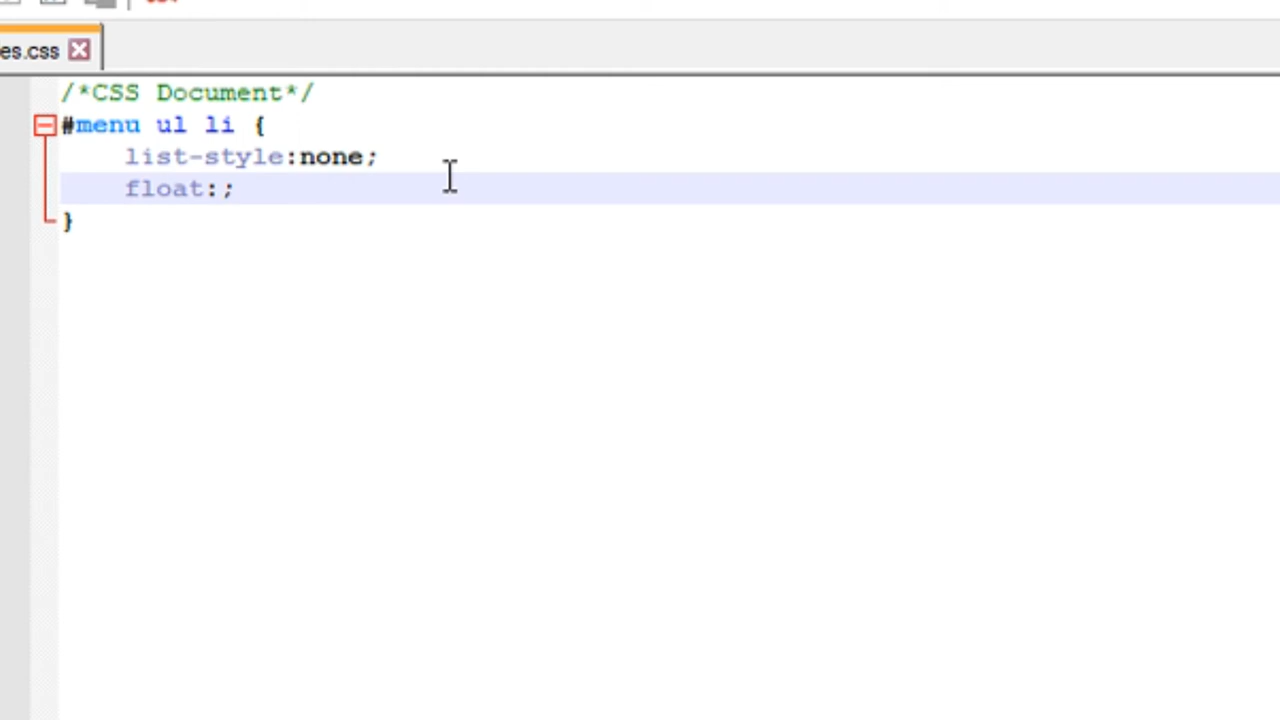 es.css
/*CSS Document*/
#menu ul li {
    list-style:none;
    float:;
}